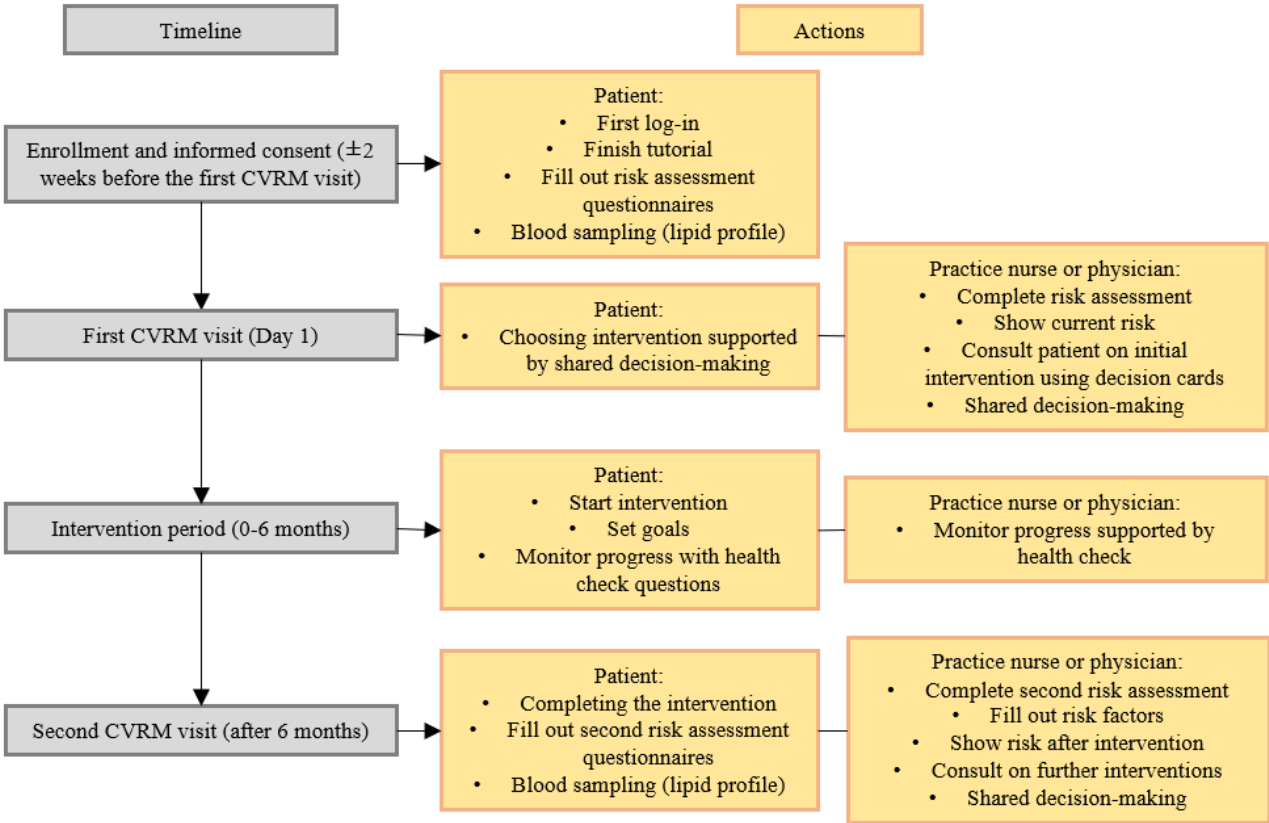 Timeline
Actions
Enrollment and informed consent (±2
weeks before the first CVRM visit)
Patient:
• First log-in
• Finish tutorial
• Fill out risk assessment
questionnaires
• Blood sampling (lipid profile)
First CVRM visit (Day 1)
Patient:
• Choosing intervention supported
by shared decision-making
Practice nurse or physician:
• Complete risk assessment
• Show current risk
• Consult patient on initial
intervention using decision cards
• Shared decision-making
Intervention period (0-6 months)
Patient:
• Start intervention
• Set goals
• Monitor progress with health
check questions
Practice nurse or physician:
• Monitor progress supported by
health check
Second CVRM visit (after 6 months)
Patient:
• Completing the intervention
• Fill out second risk assessment
questionnaires
• Blood sampling (lipid profile)
Practice nurse or physician:
• Complete second risk assessment
• Fill out risk factors
• Show risk after intervention
• Consult on further interventions
• Shared decision-making